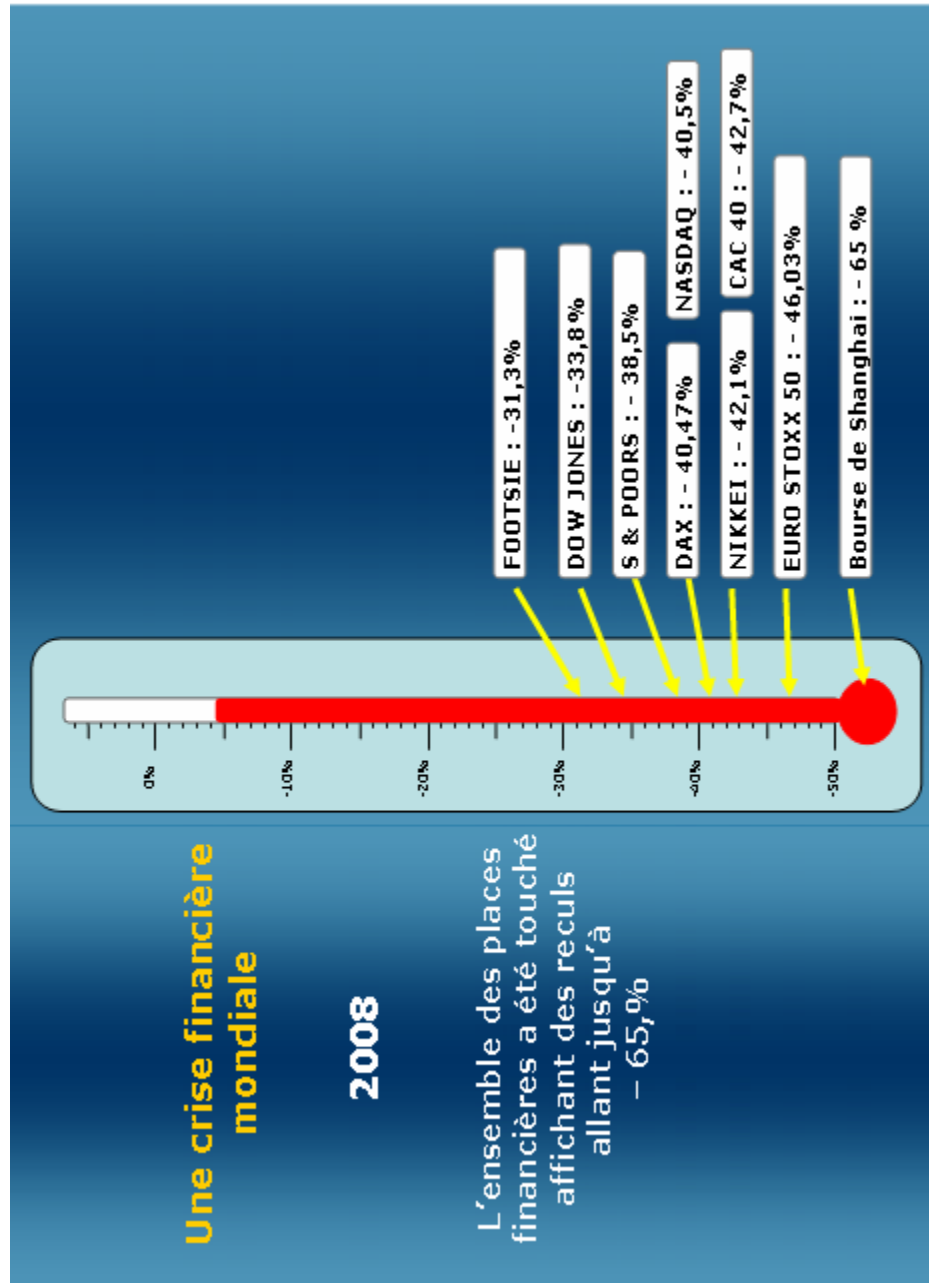 Une crise financière
mondiale
2008
L'ensemble des places
financières a été touché
affichant des reculs
allant jusqu'à
– 65,%
0%
-10%
-20%
-30%
-40%
-50%
FOOTSIE : -31,3%
DOW JONES : -33,8%
S & POORS : - 38,5%
DAX : - 40,47%
NASDAQ : - 40,5%
NIKKEI : - 42,1%
CAC 40 : - 42,7%
EURO STOXX 50 : - 46,03%
Bourse de Shanghai : - 65 %